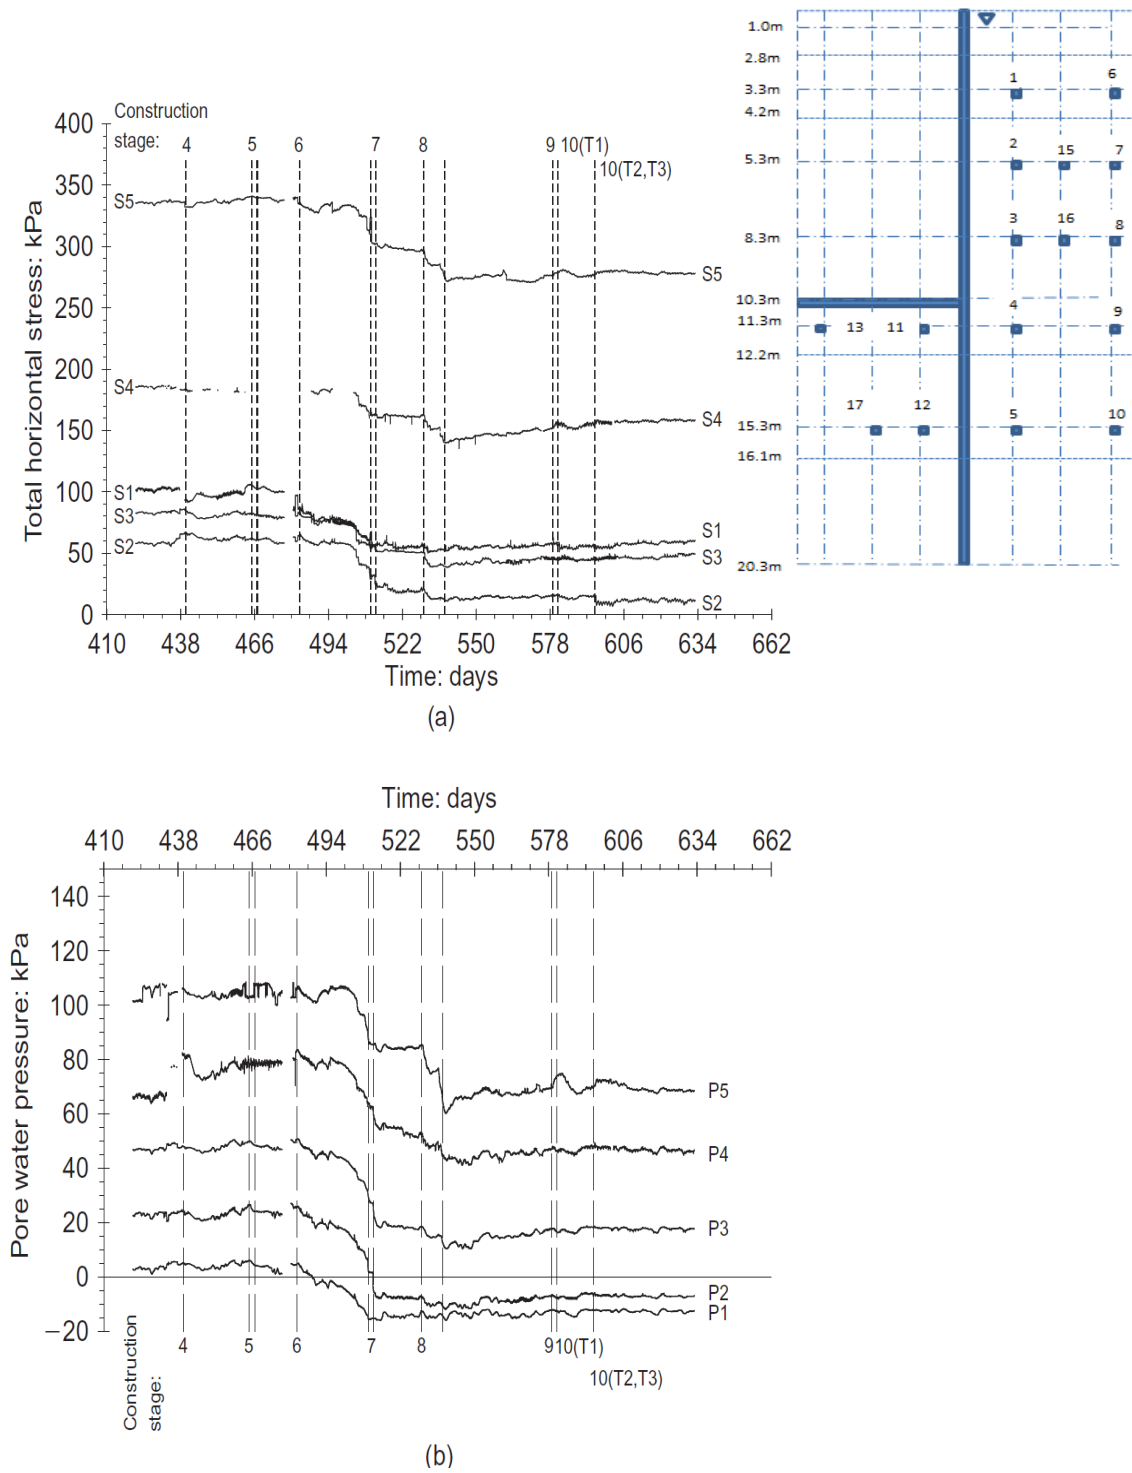 Construction
stage:
4
5
6
7
8
9
10(T1)
10(T2,T3)
400
350
300
250
200
150
100
50
0
Total horizontal stress: kPa
S5
S4
S1
S3
S2
S5
S4
S1
S3
S2
410 438 466 494 522 550 578 606 634 662
Time: days
(a)
1.0m
2.8m
3.3m
4.2m
5.3m
8.3m
10.3m
11.3m
12.2m
15.3m
16.1m
20.3m
1 6
2 15 7
3 16 8
4 9
13 11
17 12 5 10
Time: days
410 438 466 494 522 550 578 606 634 662
140
120
100
80
60
40
20
0
−20
Pore water pressure: kPa
P5
P4
P3
P2
P1
Construction
stage:
4
5
6
7
8
9
10(T1)
10(T2,T3)
(b)